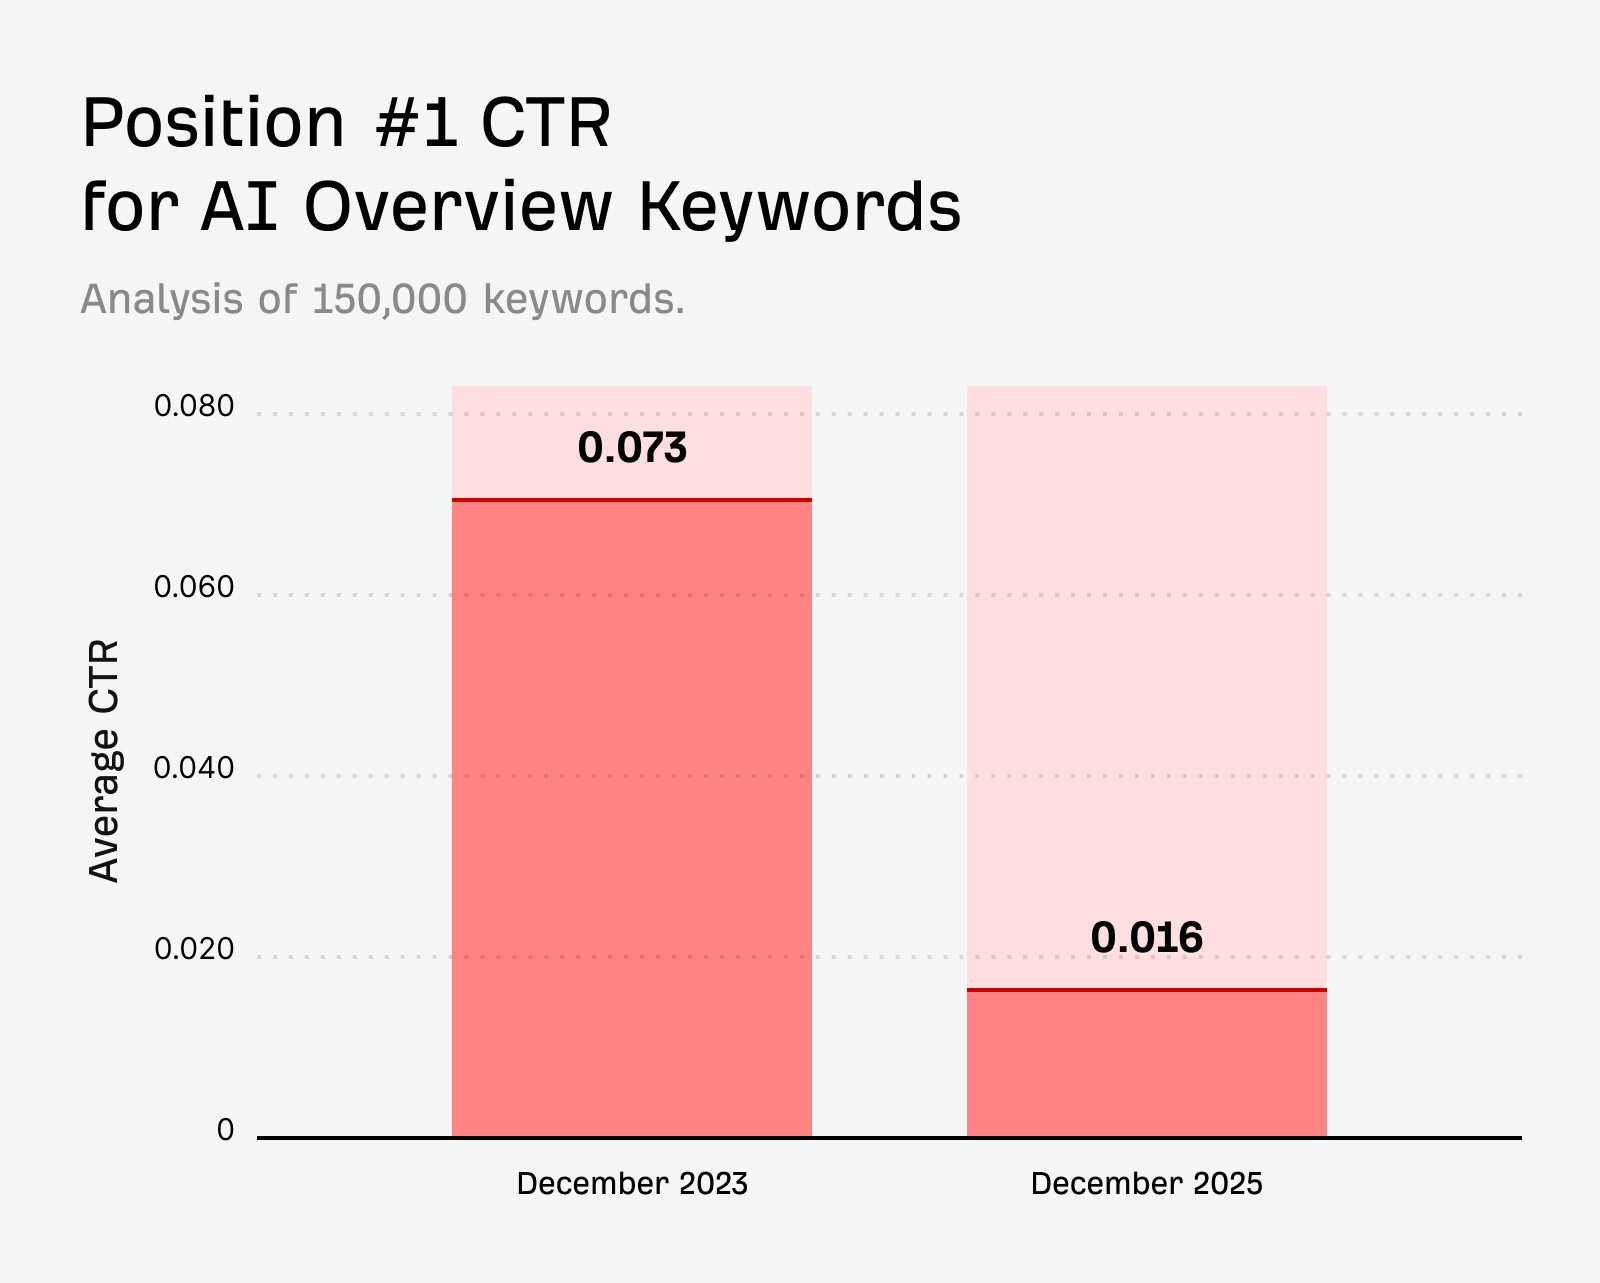 Position #1 CTR
for AI Overview Keywords
Analysis of 150,000 keywords.
Average CTR
0.080
0.060
0.040
0.020
0
0.073
0.016
December 2023
December 2025